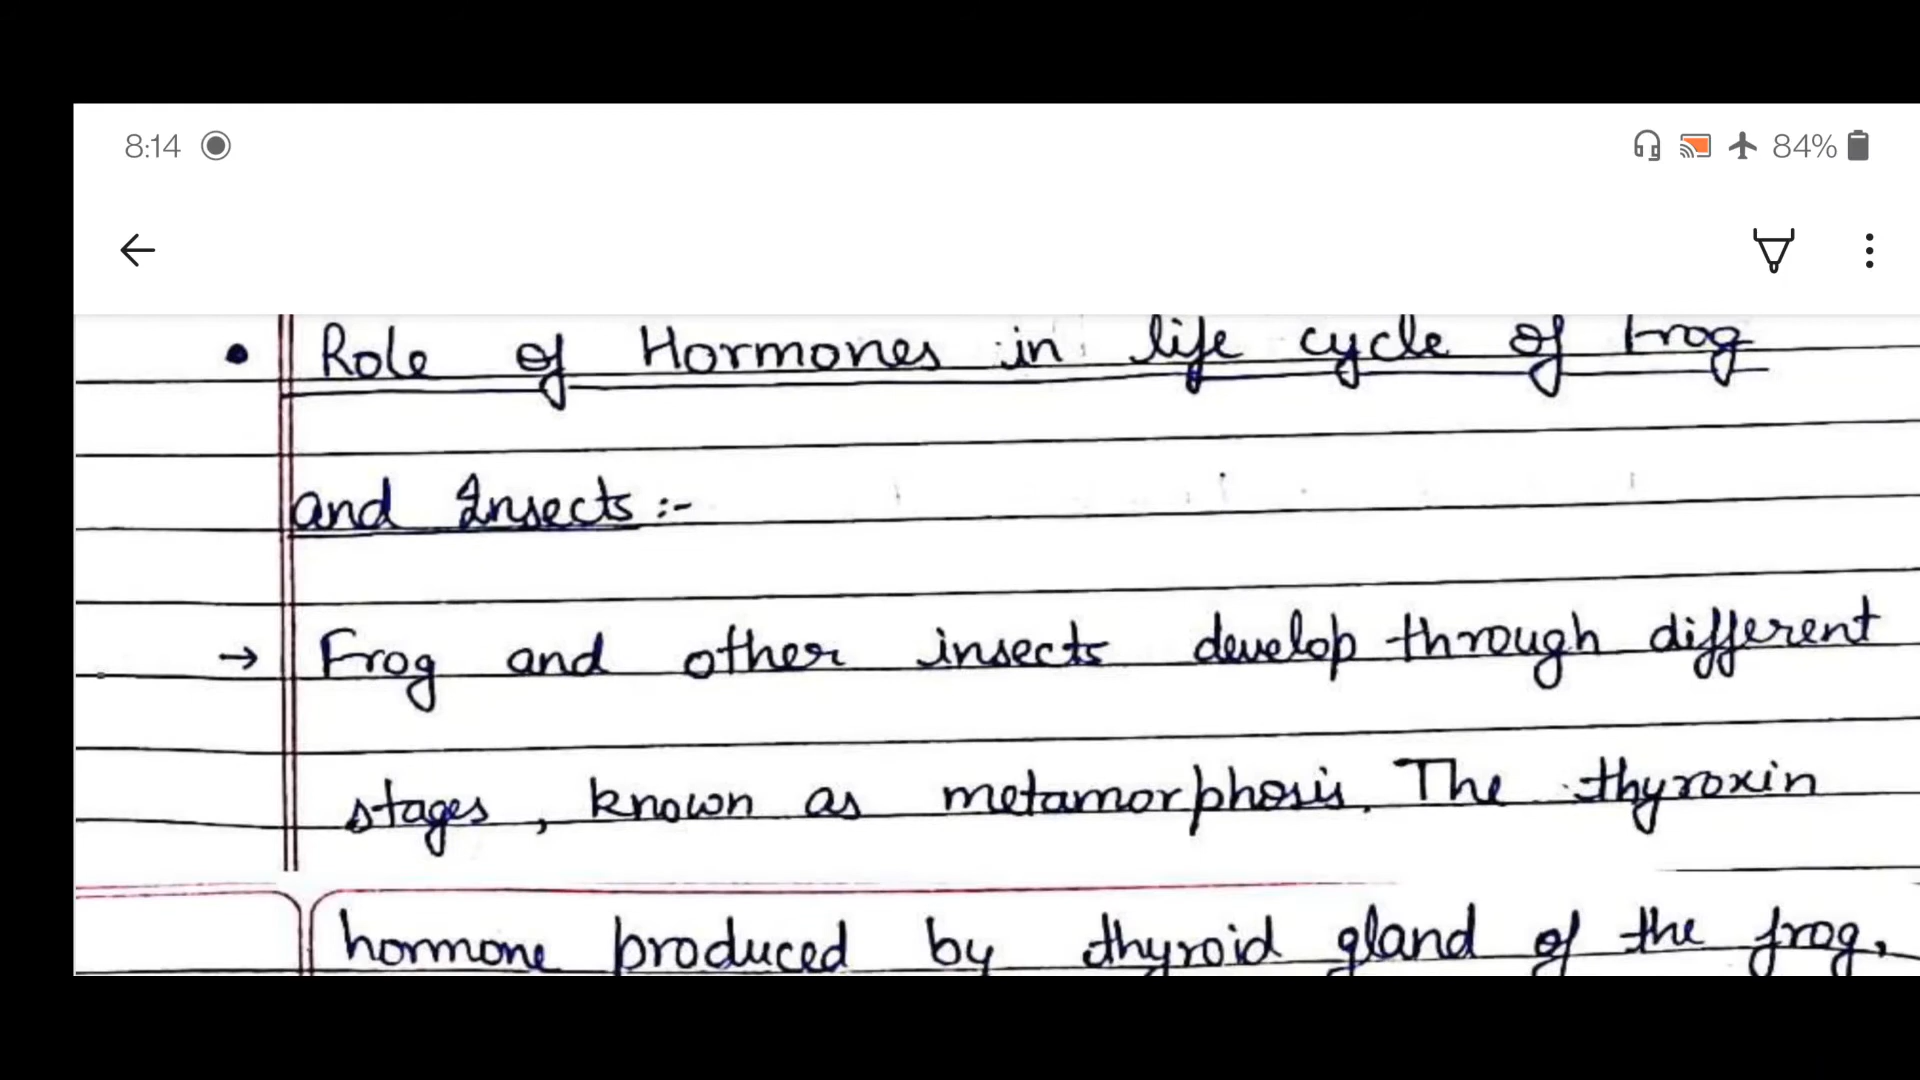 8:14 84%
• Role of Hormones in life cycle of Frog
and Insects :-
→ Frog and other insects develop through different
stages, known as metamorphosis. The thyroxin
hormone produced by thyroid gland of the frog,